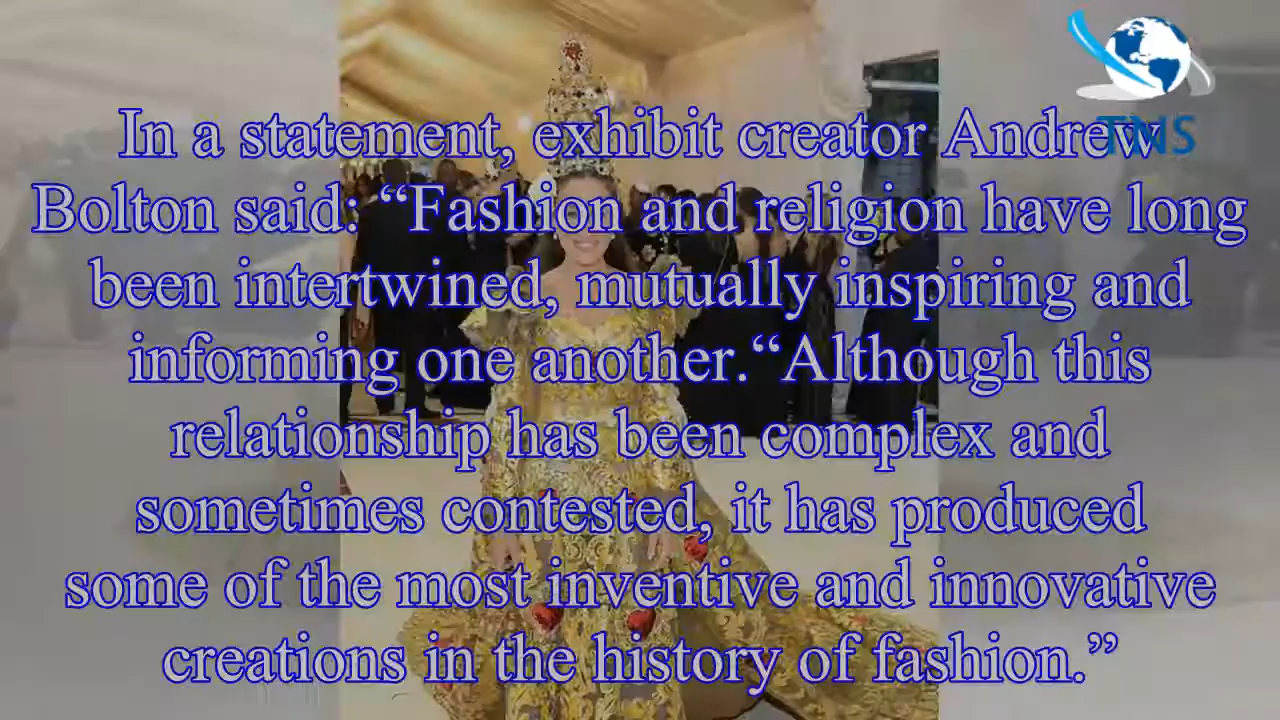 TNS
In a statement, exhibit creator Andrew
Bolton said: “Fashion and religion have long
been intertwined, mutually inspiring and
informing one another.“Although this
relationship has been complex and
sometimes contested, it has produced
some of the most inventive and innovative
creations in the history of fashion.”